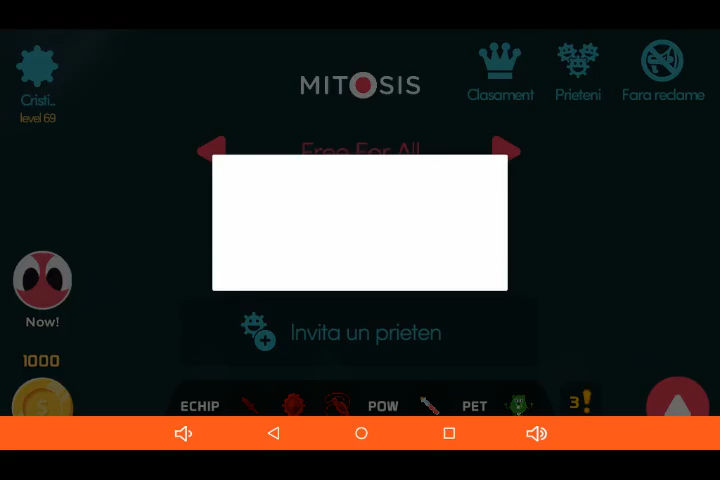 MITOSIS
Cristi..
level 69
Clasament
Prieteni
Fara reclame
Free For All
Now!
Invita un prieten
1000
ECHIP
POW
PET
3!